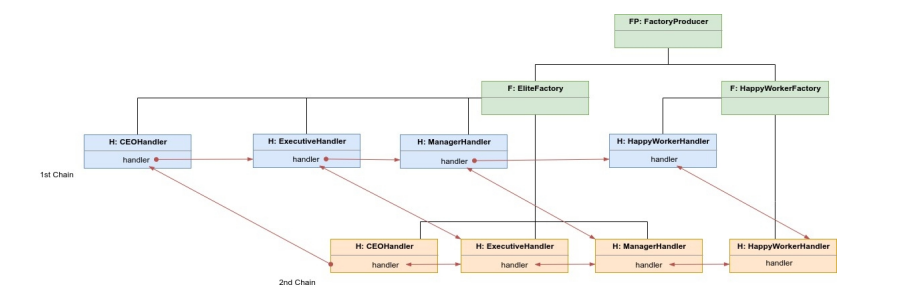 FP: FactoryProducer
F: EliteFactory
F: HappyWorkerFactory
H: CEOHandler
handler
H: ExecutiveHandler
handler
H: ManagerHandler
handler
H: HappyWorkerHandler
handler
1st Chain
H: CEOHandler
handler
H: ExecutiveHandler
handler
H: ManagerHandler
handler
H: HappyWorkerHandler
handler
2nd Chain